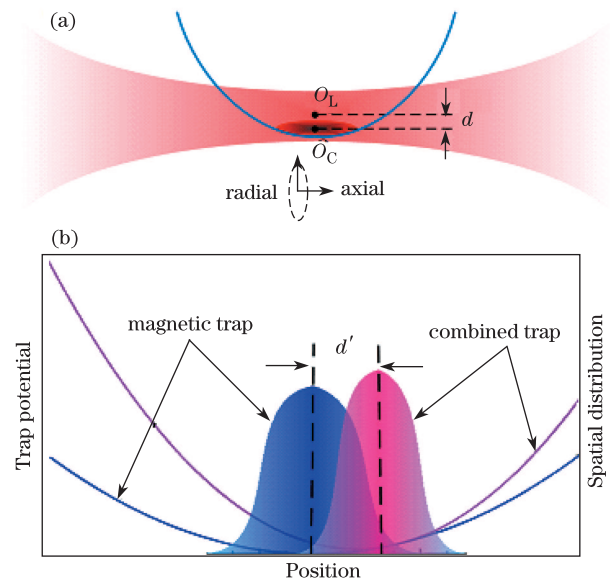 (a)
O_L
d
O_C
radial
axial
(b)
magnetic trap
d′
combined trap
Trap potential
Spatial distribution
Position